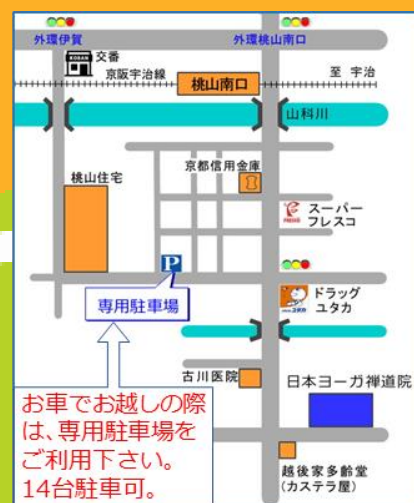 外環伊賀
外環桃山南口
KOBAN
交番
京阪宇治線
桃山南口
至 宇治
山科川
京都信用金庫
桃山住宅
スーパー
フレスコ
P
専用駐車場
ドラッグ
ユタカ
古川医院
日本ヨーガ禅道院
お車でお越しの際
は、専用駐車場を
ご利用下さい。
14台駐車可。
越後家多齢堂
(カステラ屋)